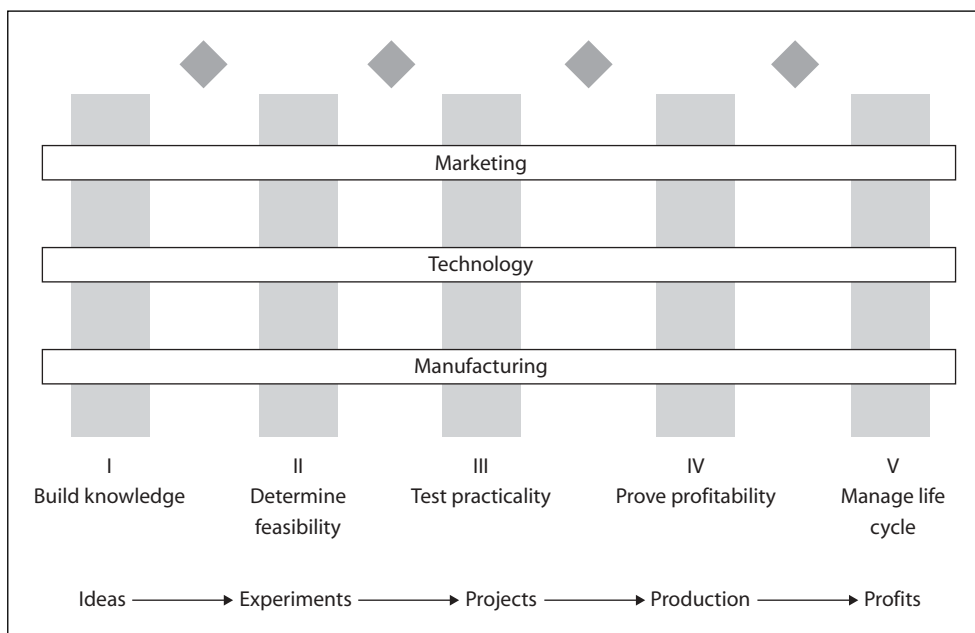 Marketing
Technology
Manufacturing
I II III IV V
Build knowledge Determine Test practicality Prove profitability Manage life
feasibility cycle
Ideas Experiments Projects Production Profits